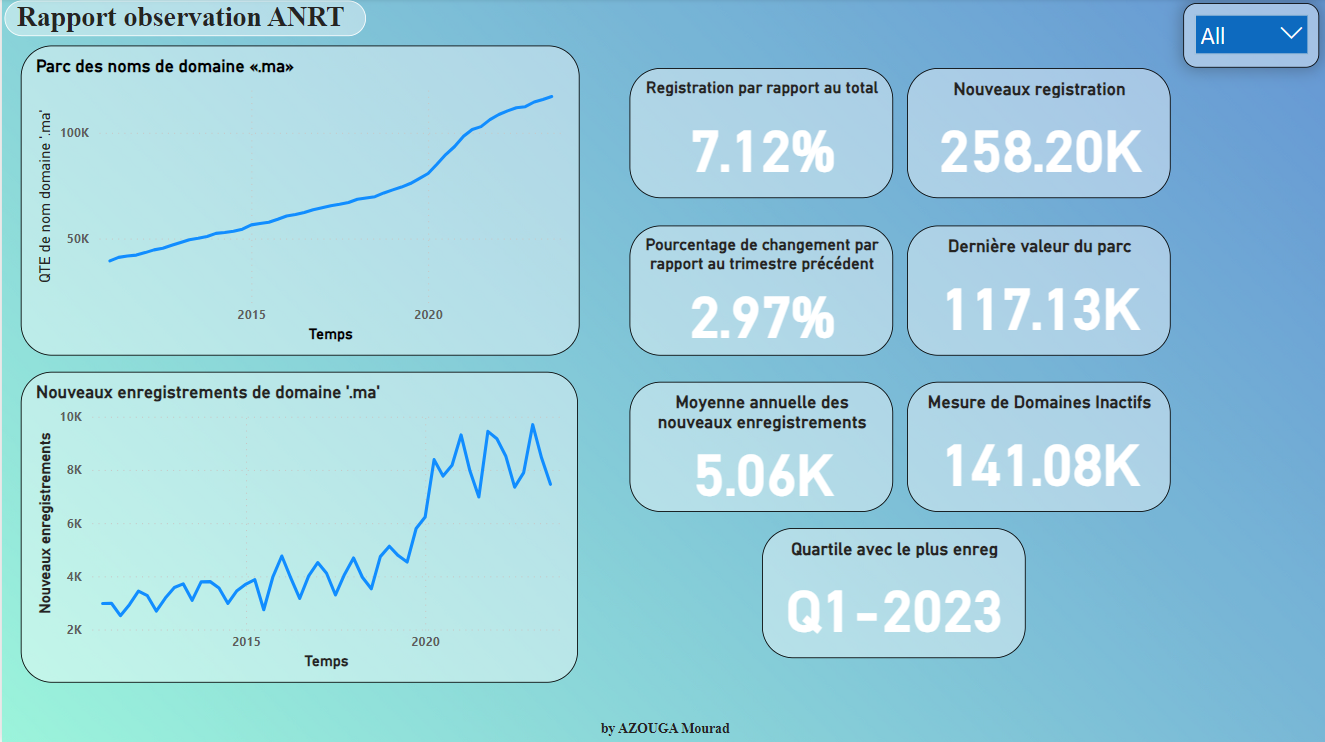 Rapport observation ANRT
All
Parc des noms de domaine «.ma»
QTE de nom domaine '.ma'
100K
50K
2015
2020
Temps
Nouveaux enregistrements de domaine '.ma'
Nouveaux enregistrements
10K
8K
6K
4K
2K
2015
2020
Temps
Registration par rapport au total
7.12%
Nouveaux registration
258.20K
Pourcentage de changement par
rapport au trimestre précédent
2.97%
Dernière valeur du parc
117.13K
Moyenne annuelle des
nouveaux enregistrements
5.06K
Mesure de Domaines Inactifs
141.08K
Quartile avec le plus enreg
Q1-2023
by AZOUGA Mourad